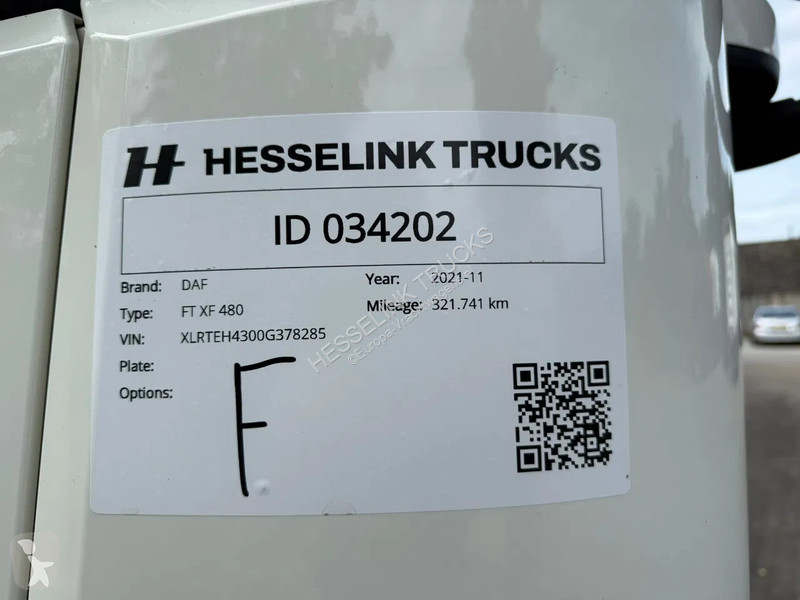 H HESSELINK TRUCKS
ID 034202
Brand: DAF Year: 2021-11
Type: FT XF 480 Mileage: 321.741 km
VIN: XLRTEH4300G378285
Plate:
Options:
F
HESSELINK TRUCKS